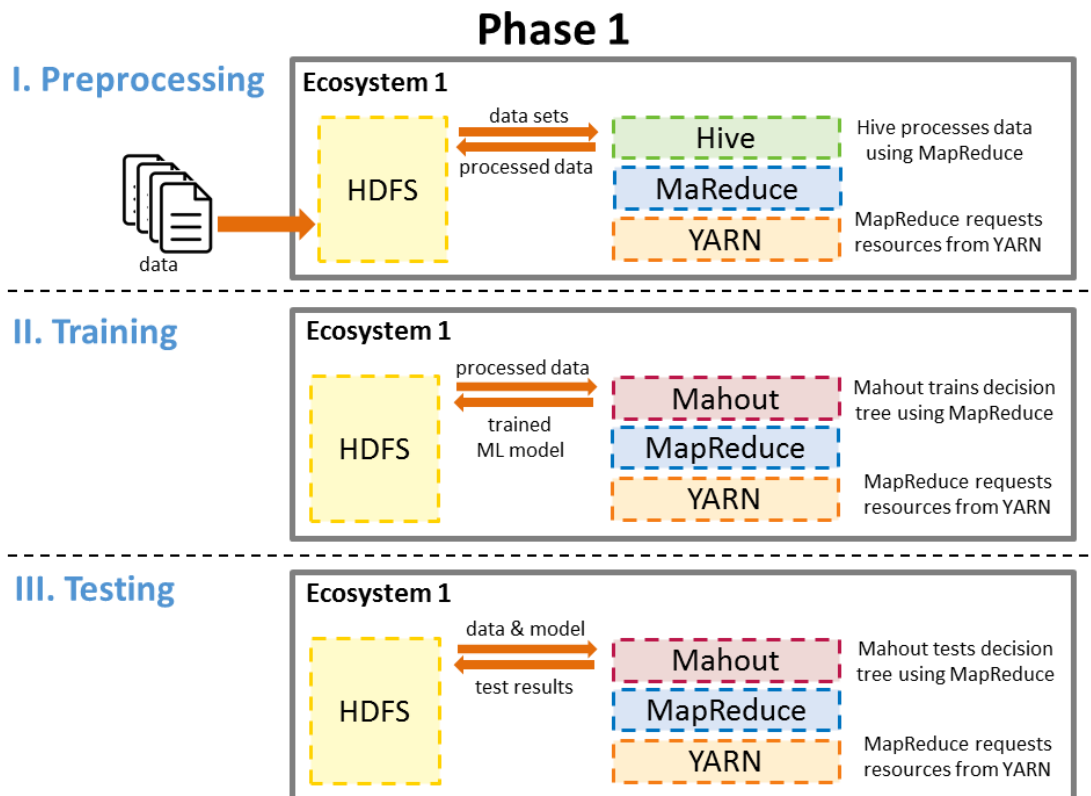 Phase 1
I. Preprocessing
Ecosystem 1
data sets
processed data
HDFS
Hive
MaReduce
YARN
Hive processes data
using MapReduce
MapReduce requests
resources from YARN
data
II. Training
Ecosystem 1
processed data
trained
ML model
HDFS
Mahout
MapReduce
YARN
Mahout trains decision
tree using MapReduce
MapReduce requests
resources from YARN
III. Testing
Ecosystem 1
data & model
test results
HDFS
Mahout
MapReduce
YARN
Mahout tests decision
tree using MapReduce
MapReduce requests
resources from YARN